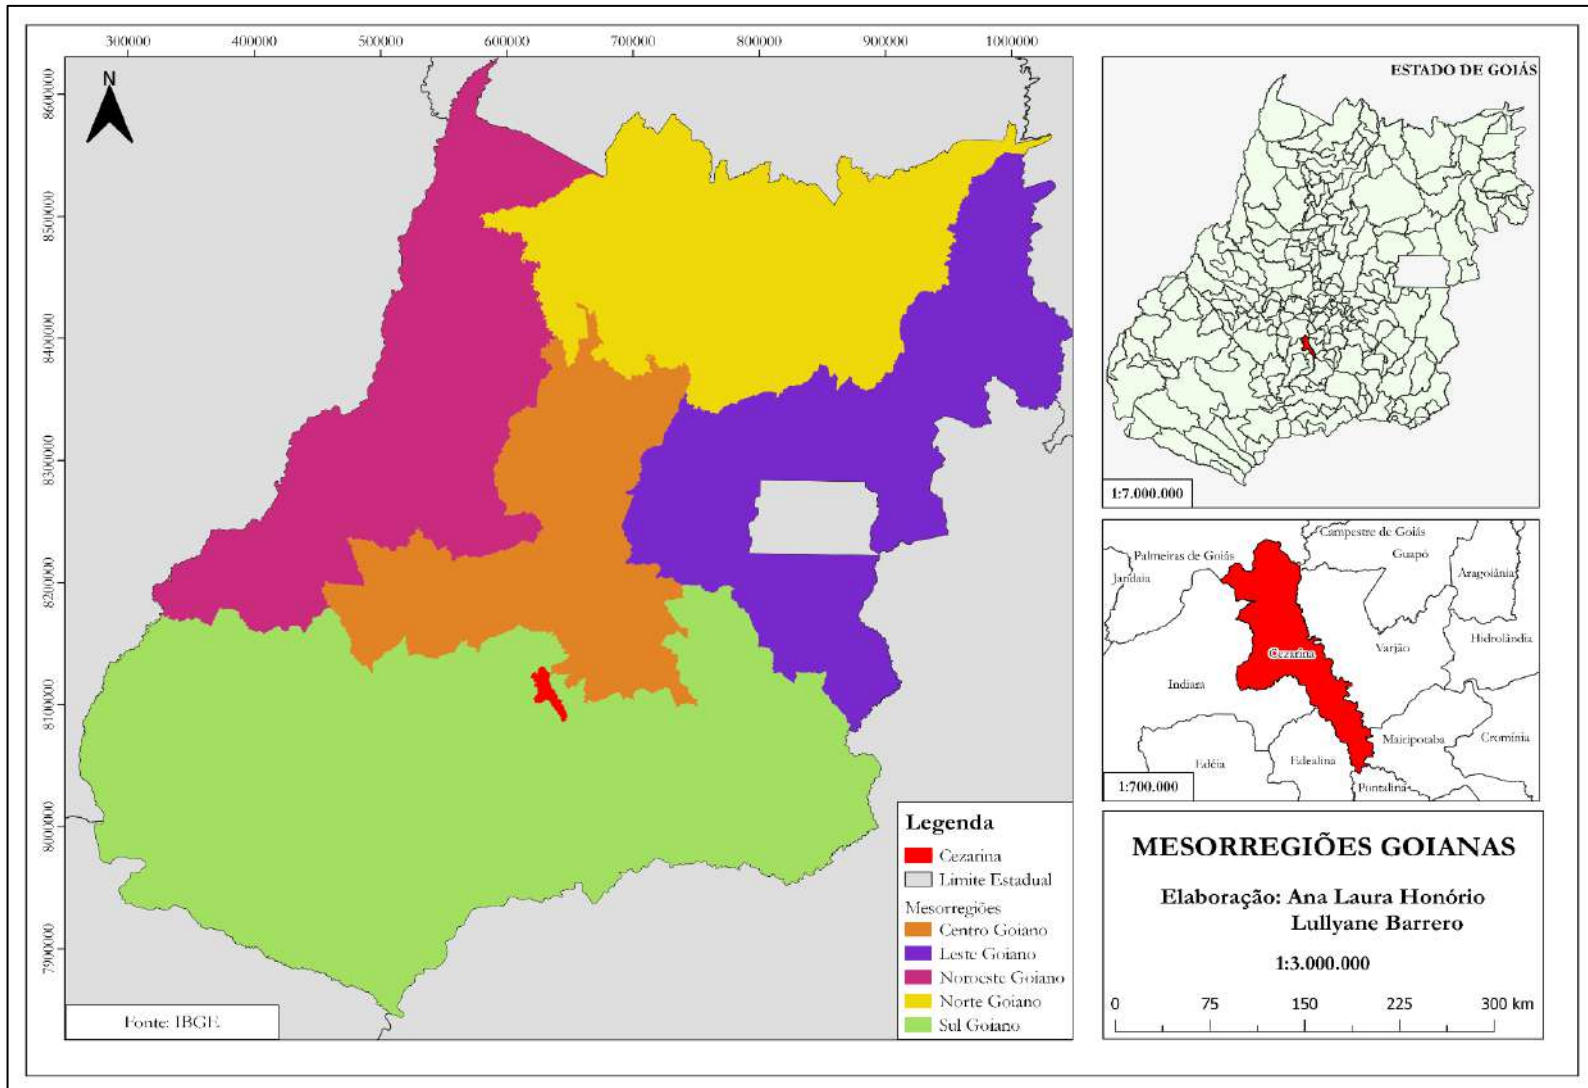 300000 400000 500000 600000 700000 800000 900000 1000000
8600000
8500000
8400000
8300000
8200000
8100000
8000000
7900000
N
Fonte: IBGE
Legenda
Cezarina
Limite Estadual
Mesorregiões
Centro Goiano
Leste Goiano
Noroeste Goiano
Norte Goiano
Sul Goiano
ESTADO DE GOIÁS
1:7.000.000
Campestre de Goiás
Palmeiras de Goiás
Guapó
Jandaia
Aragoiânia
Hidrolândia
Varjão
Cezarina
Indiara
Mairipotaba
Cromínia
Edéia
Edealina
Pontalina
1:700.000
MESORREGIÕES GOIANAS
Elaboração: Ana Laura Honório
Lullyane Barrero
1:3.000.000
0 75 150 225 300 km